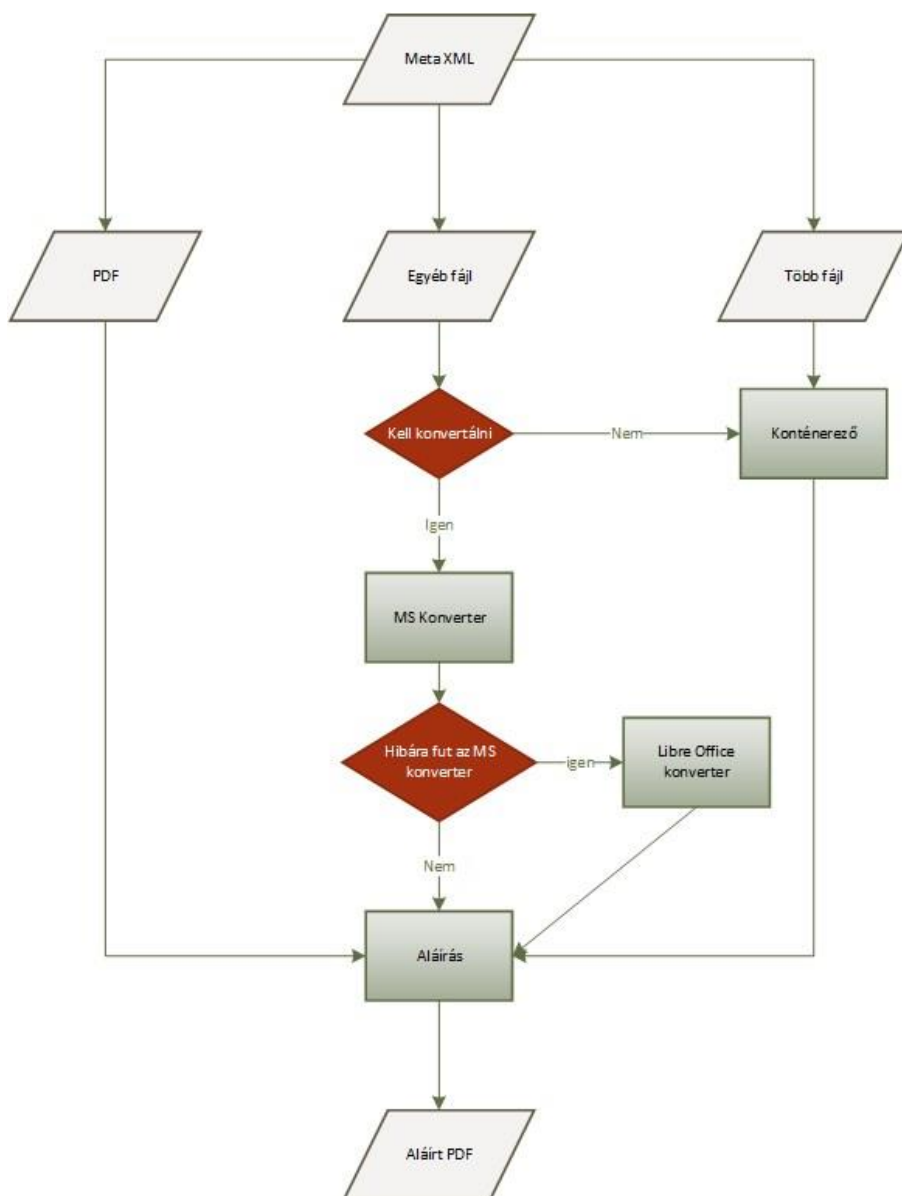 Meta XML
PDF
Egyéb fájl
Több fájl
Kell konvertálni
Nem
Konténerező
Igen
MS Konverter
Hibára fut az MS
konverter
igen
Libre Office
konverter
Nem
Aláírás
Aláírt PDF